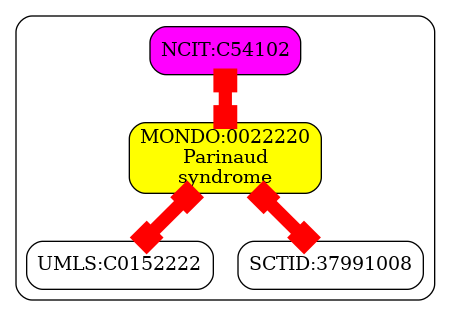 NCIT:C54102
MONDO:0022220
Parinaud
syndrome
UMLS:C0152222
SCTID:37991008